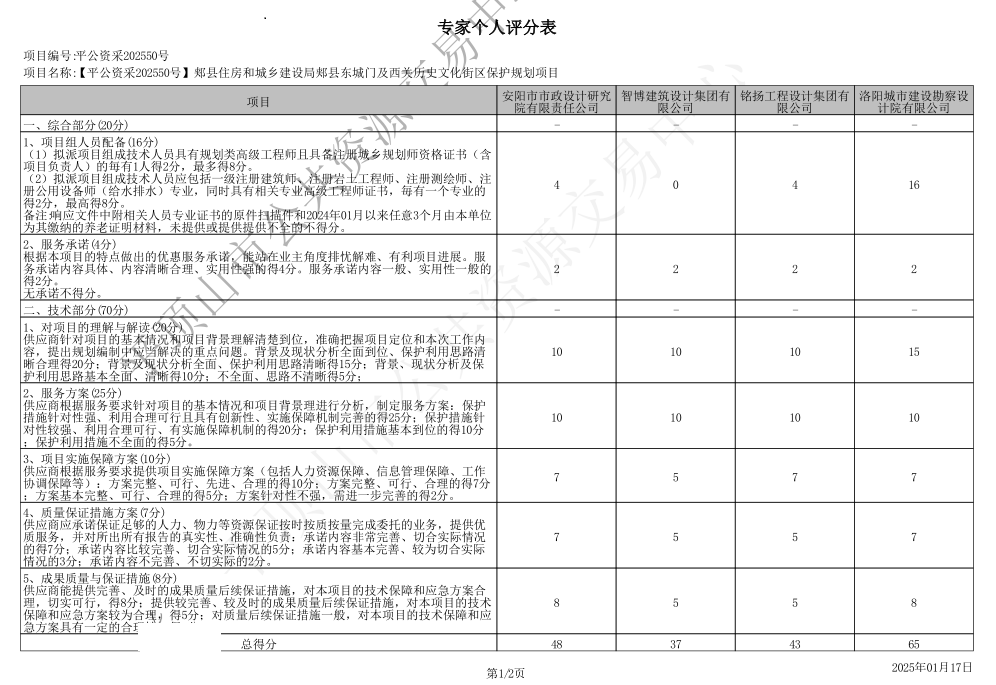 专家个人评分表
项目编号:平公资采202550号
项目名称:【平公资采202550号】郏县住房和城乡建设局郏县东城门及西关历史文化街区保护规划项目
项目 安阳市市政设计研究院有限责任公司 智博建筑设计集团有限公司 铭扬工程设计集团有限公司 洛阳城市建设勘察设计院有限公司
一、综合部分(20分) – – – –
1、项目组人员配备(16分)
（1）拟派项目组成技术人员具有规划类高级工程师且具备注册城乡规划师资格证书（含
项目负责人）的每有1人得2分，最多得8分。
（2）拟派项目组成技术人员应包括一级注册建筑师、注册岩土工程师、注册测绘师、注
册公用设备师（给水排水）专业，同时具有相关专业高级工程师证书，每有一个专业的
得2分，最高得8分。
备注:响应文件中附相关人员专业证书的原件扫描件和2024年01月以来任意3个月由本单位
为其缴纳的养老证明材料，未提供或提供提供不全的不得分。
4 0 4 16
2、服务承诺(4分)
根据本项目的特点做出的优惠服务承诺，能站在业主角度排忧解难、有利项目进展。服
务承诺内容具体、内容清晰合理、实用性强的得4分。服务承诺内容一般、实用性一般的
得2分。
无承诺不得分。
2 2 2 2
二、技术部分(70分) – – – –
1、对项目的理解与解读(20分)
供应商针对项目的基本情况和项目背景理解清楚到位，准确把握项目定位和本次工作内
容，提出规划编制中应当解决的重点问题。背景及现状分析全面到位、保护利用思路清
晰合理得20分；背景及现状分析全面、保护利用思路清晰得15分；背景、现状分析及保
护利用思路基本全面、清晰得10分；不全面、思路不清晰得5分；
10 10 10 15
2、服务方案(25分)
供应商根据服务要求针对项目的基本情况和项目背景理进行分析，制定服务方案：保护
措施针对性强、利用合理可行且具有创新性、实施保障机制完善的得25分；保护措施针
对性较强、利用合理可行、有实施保障机制的得20分；保护利用措施基本到位的得10分
；保护利用措施不全面的得5分。
10 10 10 10
3、项目实施保障方案(10分)
供应商根据服务要求提供项目实施保障方案（包括人力资源保障、信息管理保障、工作
协调保障等）；方案完整、可行、先进、合理的得10分；方案完整、可行、合理的得7分
；方案基本完整、可行、合理的得5分；方案针对性不强，需进一步完善的得2分。
7 5 7 7
4、质量保证措施方案(7分)
供应商应承诺保证足够的人力、物力等资源保证按时按质按量完成委托的业务，提供优
质服务，并对所出所有报告的真实性、准确性负责；承诺内容非常完善、切合实际情况
的得7分；承诺内容比较完善、切合实际情况的5分；承诺内容基本完善、较为切合实际
情况的3分；承诺内容不完善、不切实际的2分。
7 5 5 7
5、成果质量与保证措施(8分)
供应商能提供完善、及时的成果质量后续保证措施，对本项目的技术保障和应急方案合
理，切实可行，得8分；提供较完善、较及时的成果质量后续保证措施，对本项目的技术
保障和应急方案较为合理，得5分；对质量后续保证措施一般，对本项目的技术保障和应
急方案具有一定的合理
8 5 5 8
总得分 48 37 43 65
第1/2页
2025年01月17日
平顶山市公共资源交易中心
平顶山市公共资源交易中心